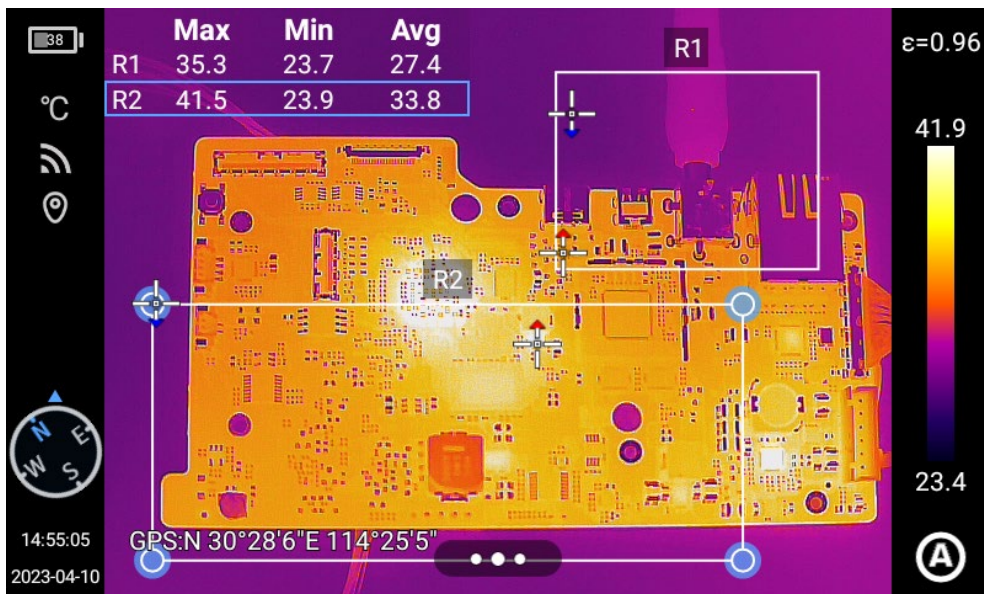 38
Max Min Avg
R1 35.3 23.7 27.4
R2 41.5 23.9 33.8
R1
ε=0.96
℃
41.9
R2
N
E
W
S
23.4
14:55:05
2023-04-10
GPS:N 30°28'6"E 114°25'5"
A